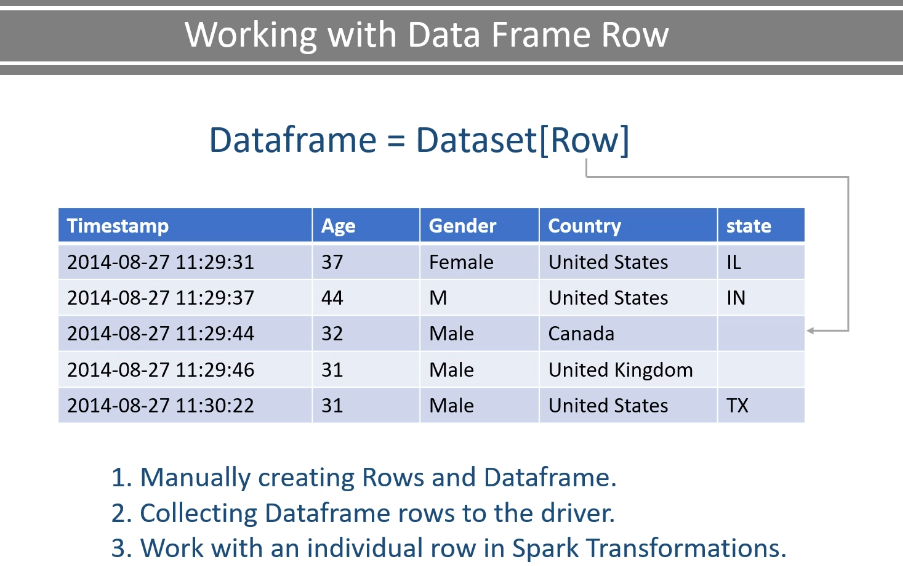 Working with Data Frame Row
Dataframe = Dataset[Row]
Timestamp Age Gender Country state
2014-08-27 11:29:31 37 Female United States IL
2014-08-27 11:29:37 44 M United States IN
2014-08-27 11:29:44 32 Male Canada
2014-08-27 11:29:46 31 Male United Kingdom
2014-08-27 11:30:22 31 Male United States TX
1. Manually creating Rows and Dataframe.
2. Collecting Dataframe rows to the driver.
3. Work with an individual row in Spark Transformations.